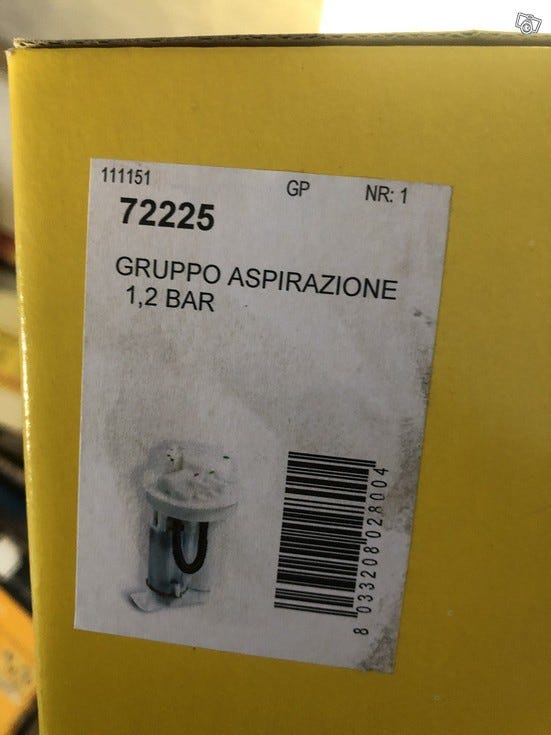 111151
GP
NR: 1
72225
GRUPPO ASPIRAZIONE
1,2 BAR
8 033208 028004